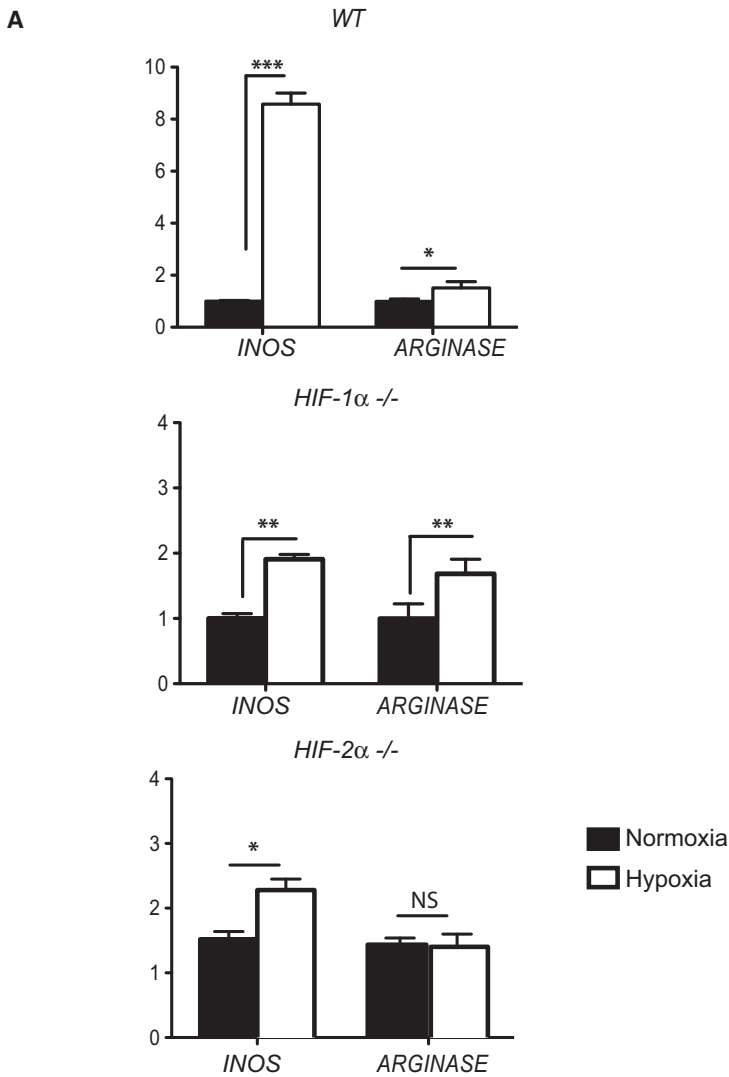 A
WT
10
8
6
4
2
0
***
*
INOS ARGINASE
HIF-1α -/-
4
3
2
1
0
**
**
INOS ARGINASE
HIF-2α -/-
4
3
2
1
0
*
NS
INOS ARGINASE
Normoxia
Hypoxia